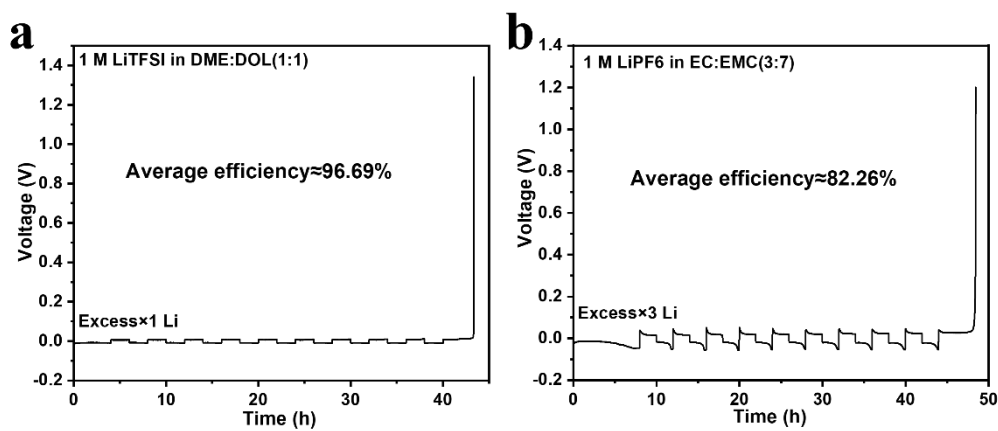 a
1 M LiTFSI in DME:DOL(1:1)
Average efficiency≈96.69%
Excess×1 Li
Voltage (V)
1.4
1.2
1.0
0.8
0.6
0.4
0.2
0.0
-0.2
0 10 20 30 40
Time (h)
b
1 M LiPF6 in EC:EMC(3:7)
Average efficiency≈82.26%
Excess×3 Li
Voltage (V)
1.4
1.2
1.0
0.8
0.6
0.4
0.2
0.0
-0.2
0 10 20 30 40 50
Time (h)